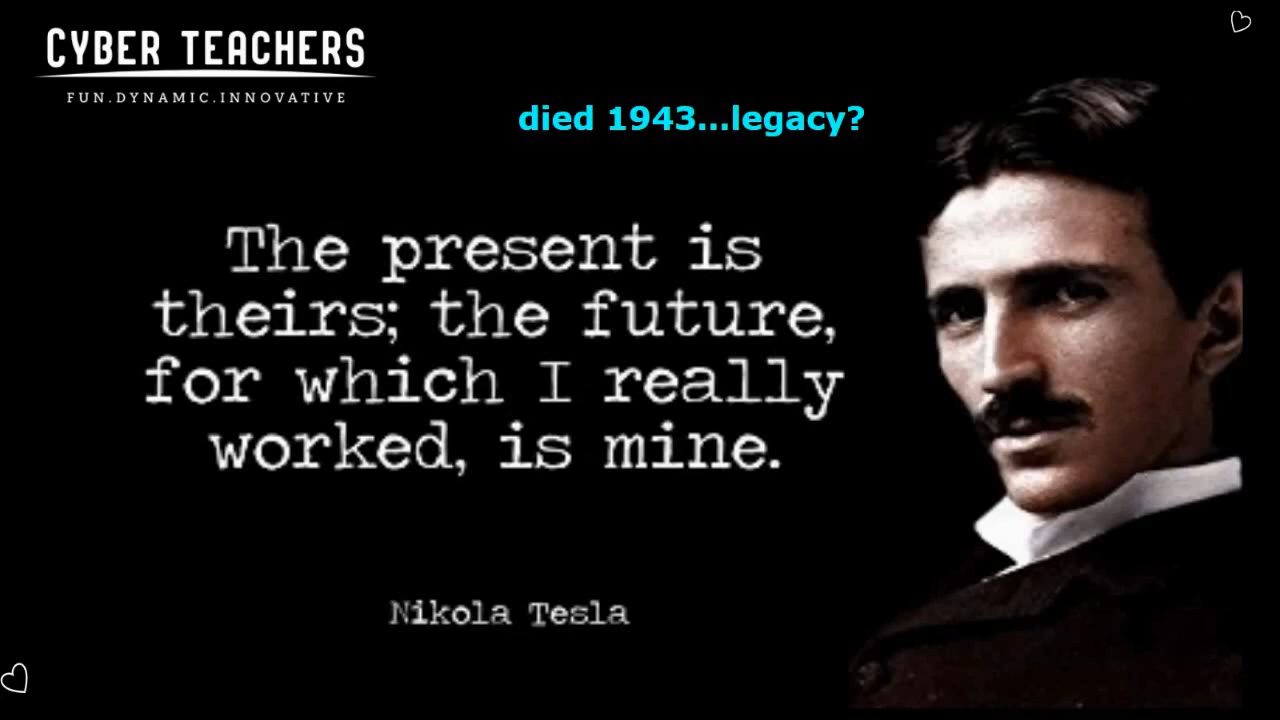 CYBER TEACHERS
FUN.DYNAMIC.INNOVATIVE
died 1943...legacy?
The present is
theirs; the future,
for which I really
worked, is mine.
Nikola Tesla